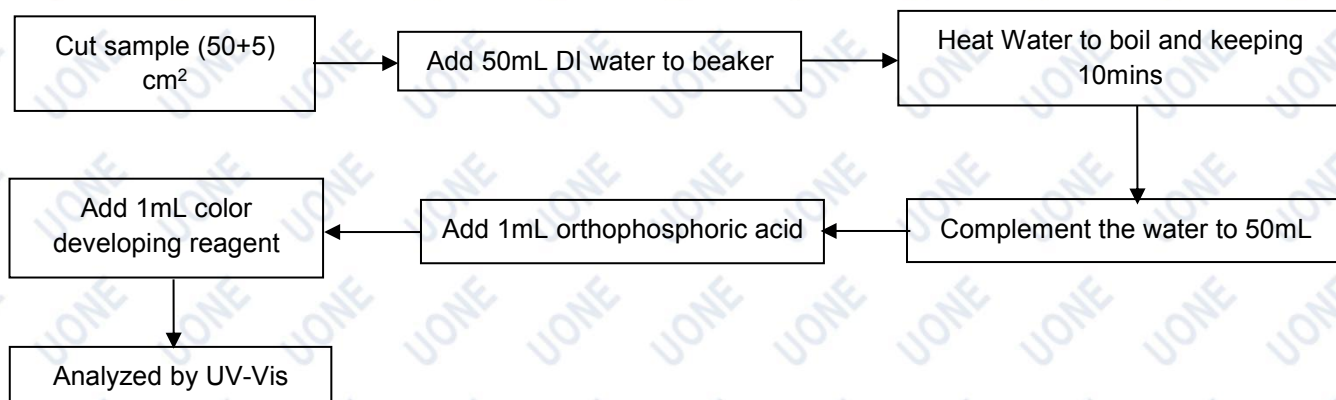 Cut sample (50+5)
cm²
Add 50mL DI water to beaker
Heat Water to boil and keeping
10mins
Complement the water to 50mL
Add 1mL orthophosphoric acid
Add 1mL color
developing reagent
Analyzed by UV-Vis
UONE